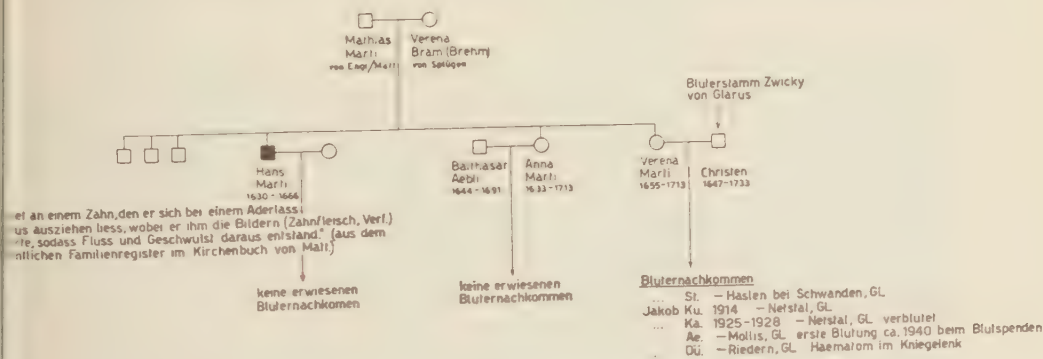 Mathias
Marti
von Engi/Matt
Verena
Bram (Brehm)
von Splügen
Bluterstamm Zwicky
von Glarus
Hans
Marti
1630 - 1666
Balthasar
Aebli
1644 - 1691
Anna
Marti
1633-1713
Verena
Marti
1655-1713
Christen
1647-1733
et an einem Zahn, den er sich bei einem Aderlass
us ausziehen liess, wobei er ihm die Bildern (Zahnfleisch, Verf.)
te, sodass Fluss und Geschwulst daraus entstand." (aus dem
ntlichen Familienregister im Kirchenbuch von Matt.)
keine erwiesenen
Bluternachkomen
keine erwiesenen
Bluternachkommen
Bluternachkommen
... St. – Haslen bei Schwanden, GL
Jakob Ku. 1914 – Netstal, GL
... Ka. 1925-1928 – Netstal, GL verblutet
Ae. – Mollis, GL erste Blutung ca. 1940 beim Blutspenden
Dü. – Riedern, GL Haematom im Kniegelenk